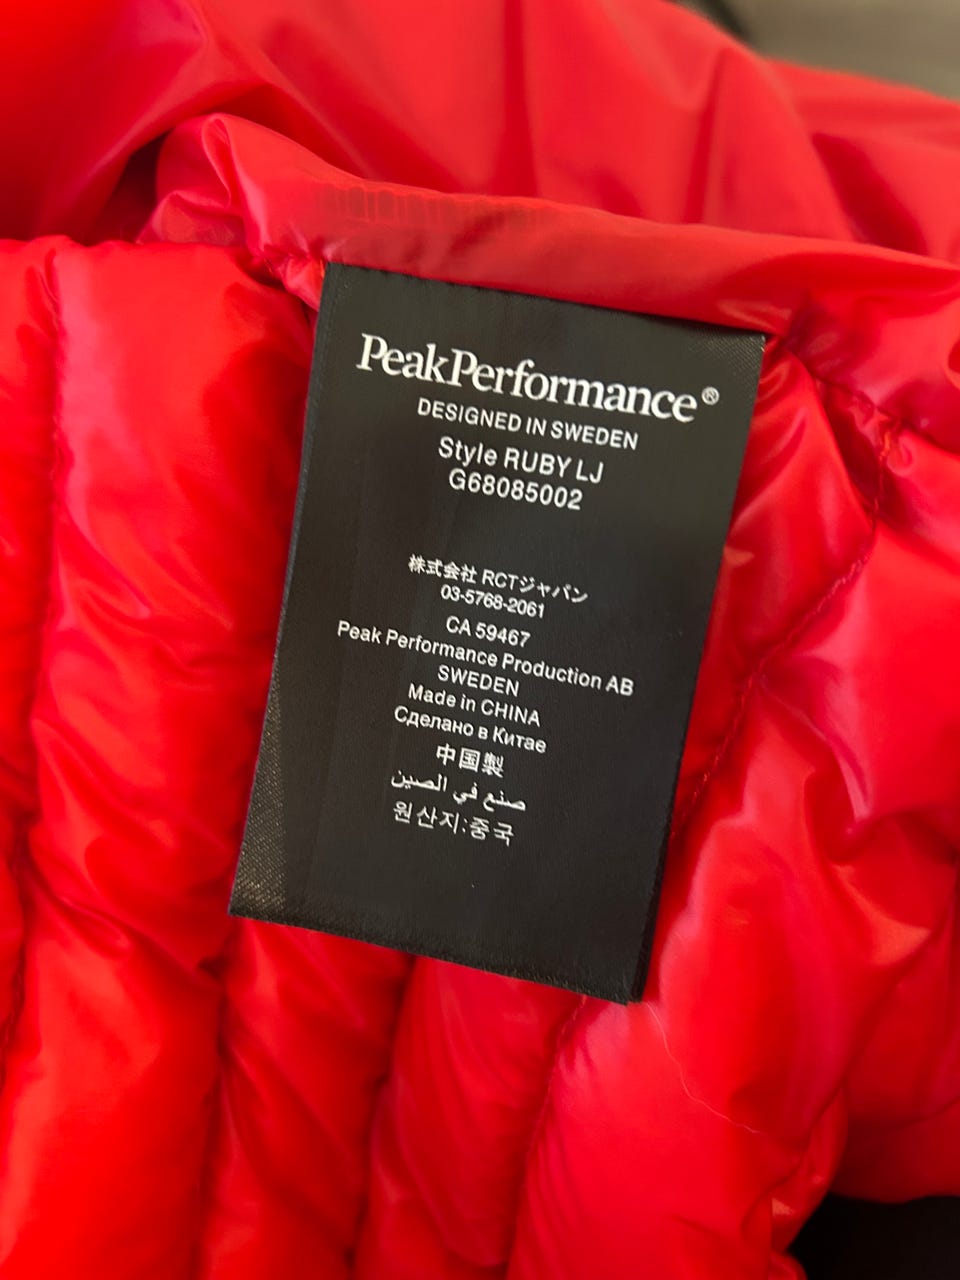 PeakPerformance®
DESIGNED IN SWEDEN
Style RUBY LJ
G68085002
株式会社 RCTジャパン
03-5768-2061
CA 59467
Peak Performance Production AB
SWEDEN
Made in CHINA
Сделано в Китае
中国製
صنع في الصين
원산지:중국